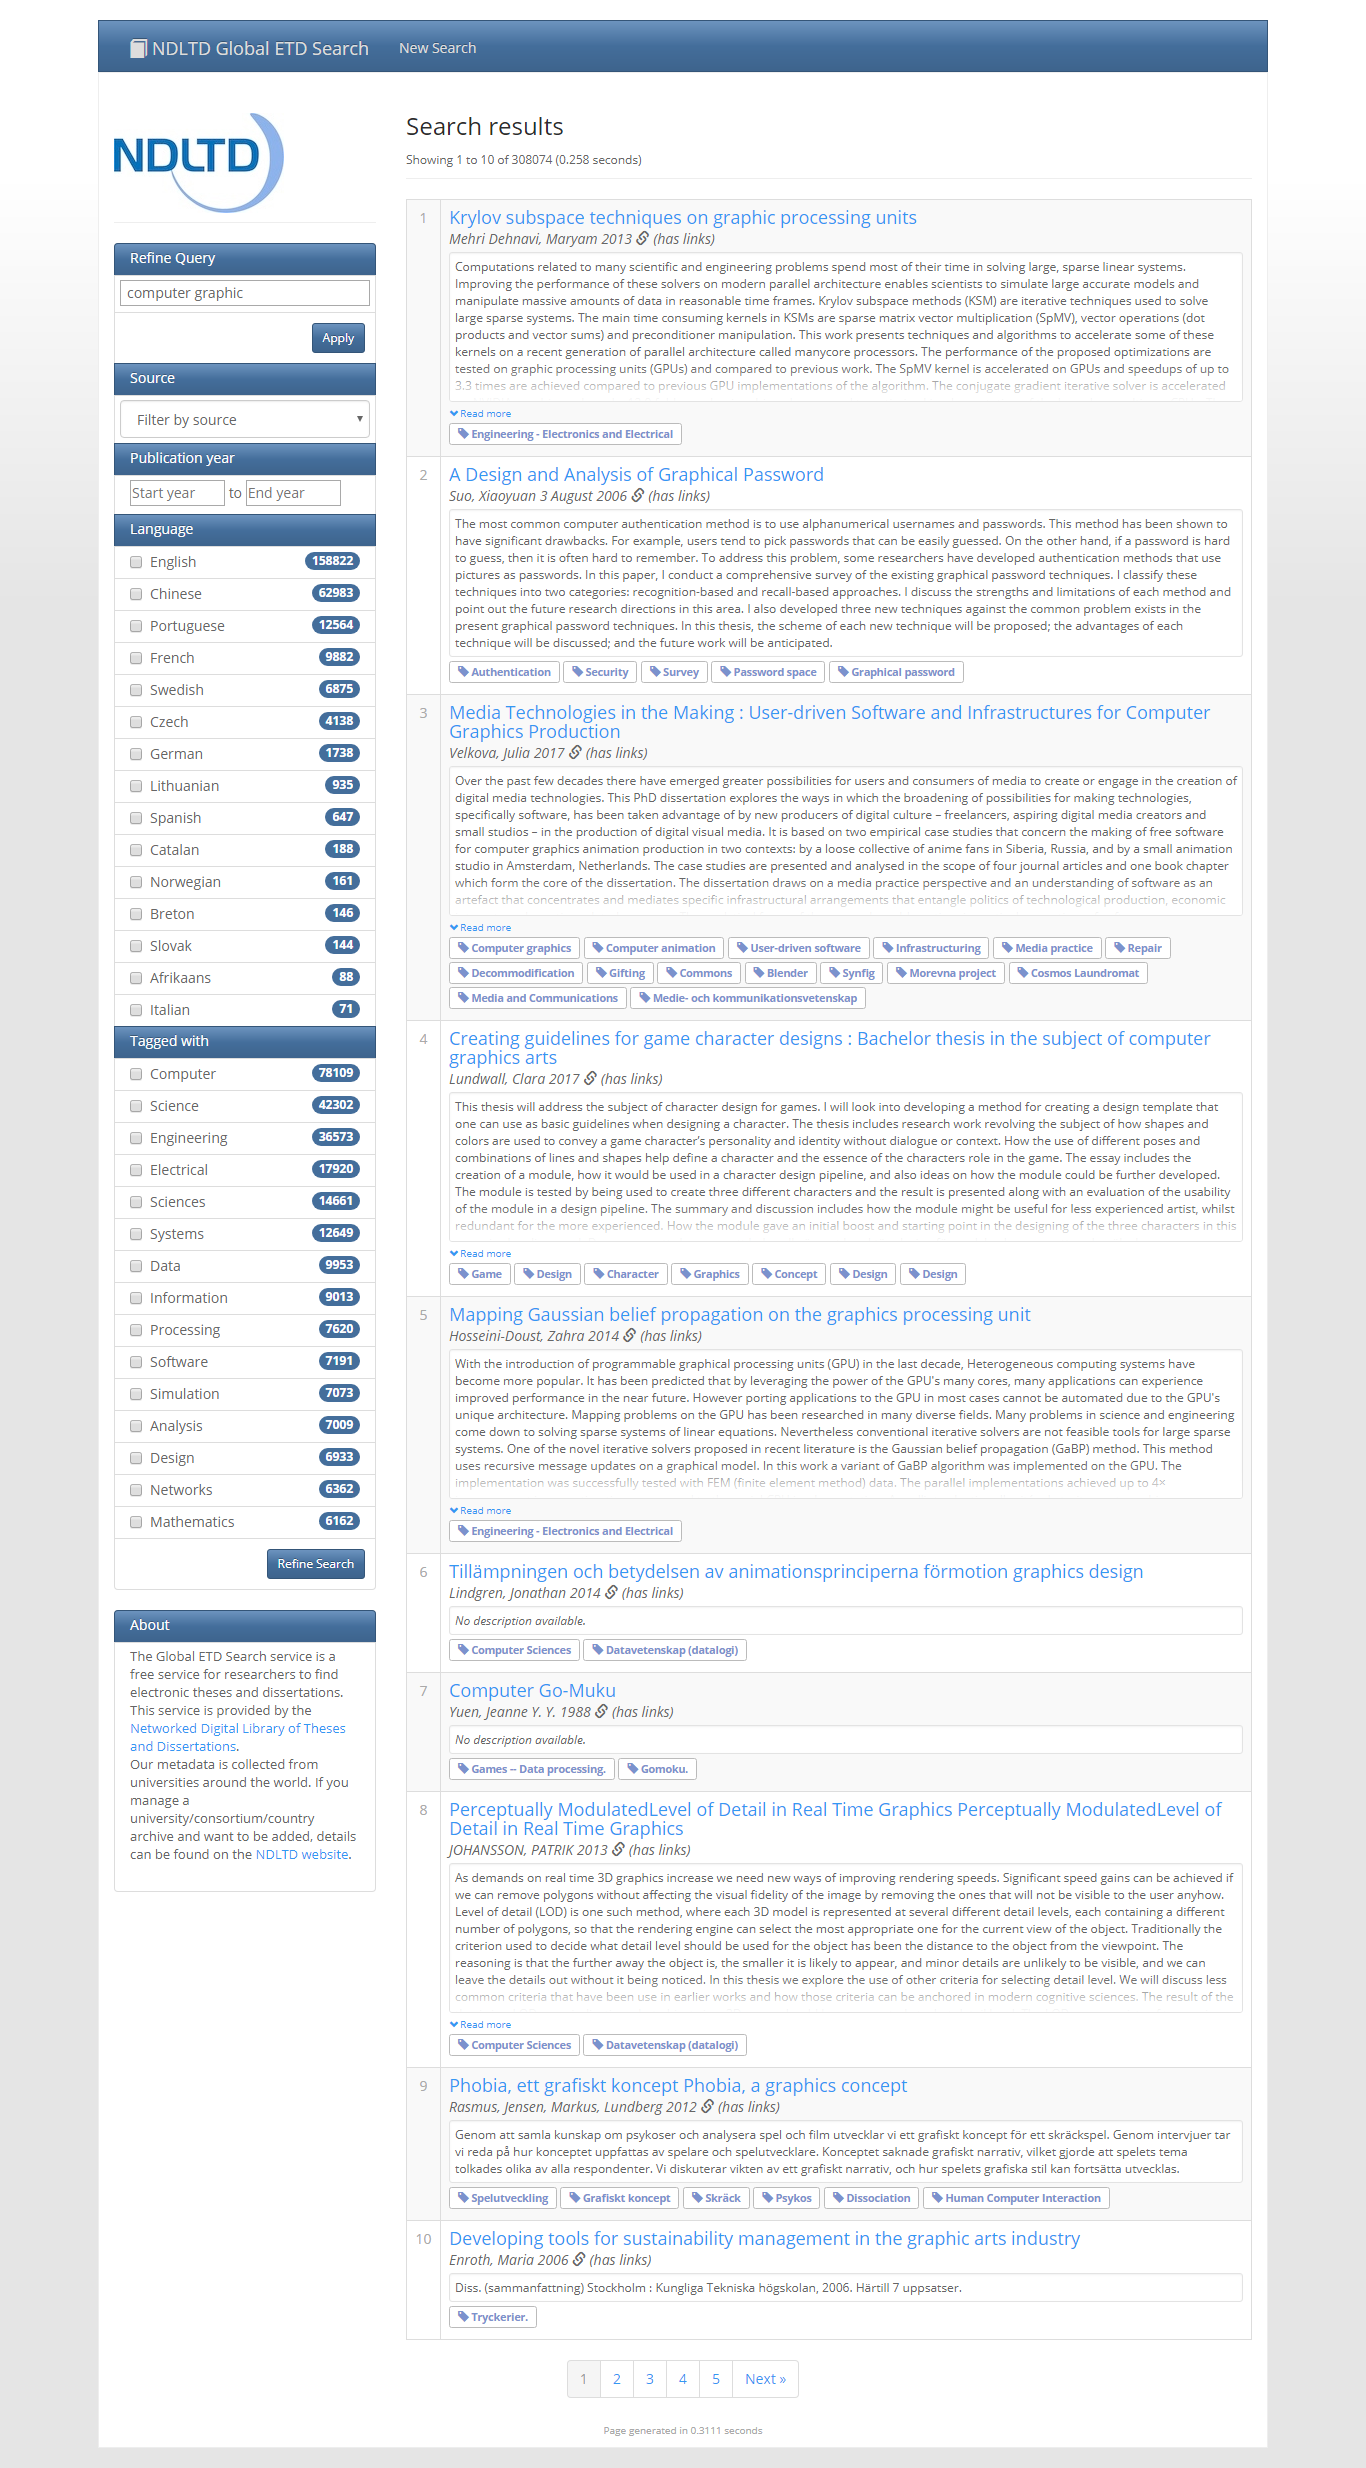 NDLTD Global ETD Search New Search
NDLTD
Refine Query
computer graphic
Apply
Source
Filter by source
Publication year
Start year to End year
Language
English 158822
Chinese 62983
Portuguese 12564
French 9882
Swedish 6875
Czech 4138
German 1738
Lithuanian 935
Spanish 647
Catalan 188
Norwegian 161
Breton 146
Slovak 144
Afrikaans 88
Italian 71
Tagged with
Computer 78109
Science 42302
Engineering 36573
Electrical 17920
Sciences 14661
Systems 12649
Data 9953
Information 9013
Processing 7620
Software 7191
Simulation 7073
Analysis 7009
Design 6933
Networks 6362
Mathematics 6162
Refine Search
About
The Global ETD Search service is a
free service for researchers to find
electronic theses and dissertations.
This service is provided by the
Networked Digital Library of Theses
and Dissertations.
Our metadata is collected from
universities around the world. If you
manage a
university/consortium/country
archive and want to be added, details
can be found on the NDLTD website.
Search results
Showing 1 to 10 of 308074 (0.258 seconds)
1 Krylov subspace techniques on graphic processing units
Mehri Dehnavi, Maryam 2013 (has links)
Computations related to many scientific and engineering problems spend most of their time in solving large, sparse linear systems.
Improving the performance of these solvers on modern parallel architecture enables scientists to simulate large accurate models and
manipulate massive amounts of data in reasonable time frames. Krylov subspace methods (KSM) are iterative techniques used to solve
large sparse systems. The main time consuming kernels in KSMs are sparse matrix vector multiplication (SpMV), vector operations (dot
products and vector sums) and preconditioner manipulation. This work presents techniques and algorithms to accelerate some of these
kernels on a recent generation of parallel architecture called manycore processors. The performance of the proposed optimizations are
tested on graphic processing units (GPUs) and compared to previous work. The SpMV kernel is accelerated on GPUs and speedups of up to
3.3 times are achieved compared to previous GPU implementations of the algorithm. The conjugate gradient iterative solver is accelerated
Read more
Engineering - Electronics and Electrical
2 A Design and Analysis of Graphical Password
Suo, Xiaoyuan 3 August 2006 (has links)
The most common computer authentication method is to use alphanumerical usernames and passwords. This method has been shown to
have significant drawbacks. For example, users tend to pick passwords that can be easily guessed. On the other hand, if a password is hard
to guess, then it is often hard to remember. To address this problem, some researchers have developed authentication methods that use
pictures as passwords. In this paper, I conduct a comprehensive survey of the existing graphical password techniques. I classify these
techniques into two categories: recognition-based and recall-based approaches. I discuss the strengths and limitations of each method and
point out the future research directions in this area. I also developed three new techniques against the common problem exists in the
present graphical password techniques. In this thesis, the scheme of each new technique will be proposed; the advantages of each
technique will be discussed; and the future work will be anticipated.
Authentication Security Survey Password space Graphical password
3 Media Technologies in the Making : User-driven Software and Infrastructures for Computer
Graphics Production
Velkova, Julia 2017 (has links)
Over the past few decades there have emerged greater possibilities for users and consumers of media to create or engage in the creation of
digital media technologies. This PhD dissertation explores the ways in which the broadening of possibilities for making technologies,
specifically software, has been taken advantage of by new producers of digital culture – freelancers, aspiring digital media creators and
small studios – in the production of digital visual media. It is based on two empirical case studies that concern the making of free software
for computer graphics animation production in two contexts: by a loose collective of anime fans in Siberia, Russia, and by a small animation
studio in Amsterdam, Netherlands. The case studies are presented and analysed in the scope of four journal articles and one book chapter
which form the core of the dissertation. The dissertation draws on a media practice perspective and an understanding of software as an
artefact that concentrates and mediates specific infrastructural arrangements that entangle politics of technological production, economic
Read more
Computer graphics Computer animation User-driven software Infrastructuring Media practice Repair
Decommodification Gifting Commons Blender Synfig Morevna project Cosmos Laundromat
Media and Communications Medie- och kommunikationsvetenskap
4 Creating guidelines for game character designs : Bachelor thesis in the subject of computer
graphics arts
Lundwall, Clara 2017 (has links)
This thesis will address the subject of character design for games. I will look into developing a method for creating a design template that
one can use as basic guidelines when designing a character. The thesis includes research work revolving the subject of how shapes and
colors are used to convey a game character's personality and identity without dialogue or context. How the use of different poses and
combinations of lines and shapes help define a character and the essence of the characters role in the game. The essay includes the
creation of a module, how it would be used in a character design pipeline, and also ideas on how the module could be further developed.
The module is tested by being used to create three different characters and the result is presented along with an evaluation of the usability
of the module in a design pipeline. The summary and discussion includes how the module might be useful for less experienced artist, whilst
redundant for the more experienced. How the module gave an initial boost and starting point in the designing of the three characters in this
Read more
Game Design Character Graphics Concept Design Design
5 Mapping Gaussian belief propagation on the graphics processing unit
Hosseini-Doust, Zahra 2014 (has links)
With the introduction of programmable graphical processing units (GPU) in the last decade, Heterogeneous computing systems have
become more popular. It has been predicted that by leveraging the power of the GPU's many cores, many applications can experience
improved performance in the near future. However porting applications to the GPU in most cases cannot be automated due to the GPU's
unique architecture. Mapping problems on the GPU has been researched in many diverse fields. Many problems in science and engineering
come down to solving sparse systems of linear equations. Nevertheless conventional iterative solvers are not feasible tools for large sparse
systems. One of the novel iterative solvers proposed in recent literature is the Gaussian belief propagation (GaBP) method. This method
uses recursive message updates on a graphical model. In this work a variant of GaBP algorithm was implemented on the GPU. The
implementation was successfully tested with FEM (finite element method) data. The parallel implementations achieved up to 4×
Read more
Engineering - Electronics and Electrical
6 Tillämpningen och betydelsen av animationsprinciperna förmotion graphics design
Lindgren, Jonathan 2014 (has links)
No description available.
Computer Sciences Datavetenskap (datalogi)
7 Computer Go-Muku
Yuen, Jeanne Y. Y. 1988 (has links)
No description available.
Games -- Data processing. Gomoku.
8 Perceptually ModulatedLevel of Detail in Real Time Graphics Perceptually ModulatedLevel of
Detail in Real Time Graphics
JOHANSSON, PATRIK 2013 (has links)
As demands on real time 3D graphics increase we need new ways of improving rendering speeds. Significant speed gains can be achieved if
we can remove polygons without affecting the visual fidelity of the image by removing the ones that will not be visible to the user anyhow.
Level of detail (LOD) is one such method, where each 3D model is represented at several different detail levels, each containing a different
number of polygons, so that the rendering engine can select the most appropriate one for the current view of the object. Traditionally the
criterion used to decide what detail level should be used for the object has been the distance to the object from the viewpoint. The
reasoning is that the further away the object is, the smaller it is likely to appear, and minor details are unlikely to be visible, and we can
leave the details out without it being noticed. In this thesis we explore the use of other criteria for selecting detail level. We will discuss less
common criteria that have been use in earlier works and how those criteria can be anchored in modern cognitive sciences. The result of the
Read more
Computer Sciences Datavetenskap (datalogi)
9 Phobia, ett grafiskt koncept Phobia, a graphics concept
Rasmus, Jensen, Markus, Lundberg 2012 (has links)
Genom att samla kunskap om psykoser och analysera spel och film utvecklar vi ett grafiskt koncept för ett skräckspel. Genom intervjuer tar
vi reda på hur konceptet uppfattas av spelare och spelutvecklare. Konceptet saknade grafiskt narrativ, vilket gjorde att spelets tema
tolkades olika av alla respondenter. Vi diskuterar vikten av ett grafiskt narrativ, och hur spelets grafiska stil kan fortsätta utvecklas.
Spelutveckling Grafiskt koncept Skräck Psykos Dissociation Human Computer Interaction
10 Developing tools for sustainability management in the graphic arts industry
Enroth, Maria 2006 (has links)
Diss. (sammanfattning) Stockholm : Kungliga Tekniska högskolan, 2006. Härtill 7 uppsatser.
Tryckerier.
1 2 3 4 5 Next »
Page generated in 0.3111 seconds